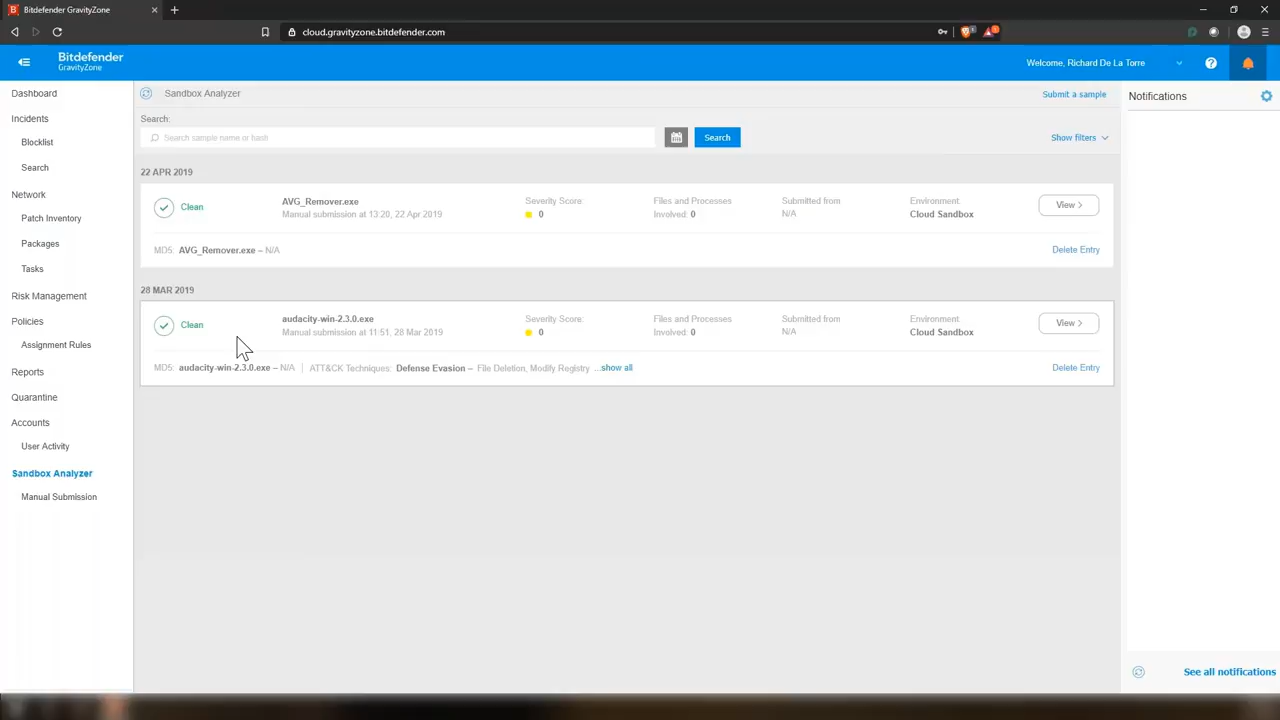 Bitdefender GravityZone
cloud.gravityzone.bitdefender.com
Bitdefender
GravityZone
Welcome, Richard De La Torre
Dashboard
Incidents
Blocklist
Search
Network
Patch Inventory
Packages
Tasks
Risk Management
Policies
Assignment Rules
Reports
Quarantine
Accounts
User Activity
Sandbox Analyzer
Manual Submission
Sandbox Analyzer
Submit a sample
Search:
Search sample name or hash
Search
Show filters
22 APR 2019
Clean
AVG_Remover.exe
Manual submission at 13:20, 22 Apr 2019
Severity Score:
0
Files and Processes
Involved: 0
Submitted from
N/A
Environment:
Cloud Sandbox
View
MD5: AVG_Remover.exe – N/A
Delete Entry
28 MAR 2019
Clean
audacity-win-2.3.0.exe
Manual submission at 11:51, 28 Mar 2019
Severity Score:
0
Files and Processes
Involved: 0
Submitted from
N/A
Environment:
Cloud Sandbox
View
MD5: audacity-win-2.3.0.exe – N/A | ATT&CK Techniques: Defense Evasion – File Deletion, Modify Registry ...show all
Delete Entry
Notifications
See all notifications